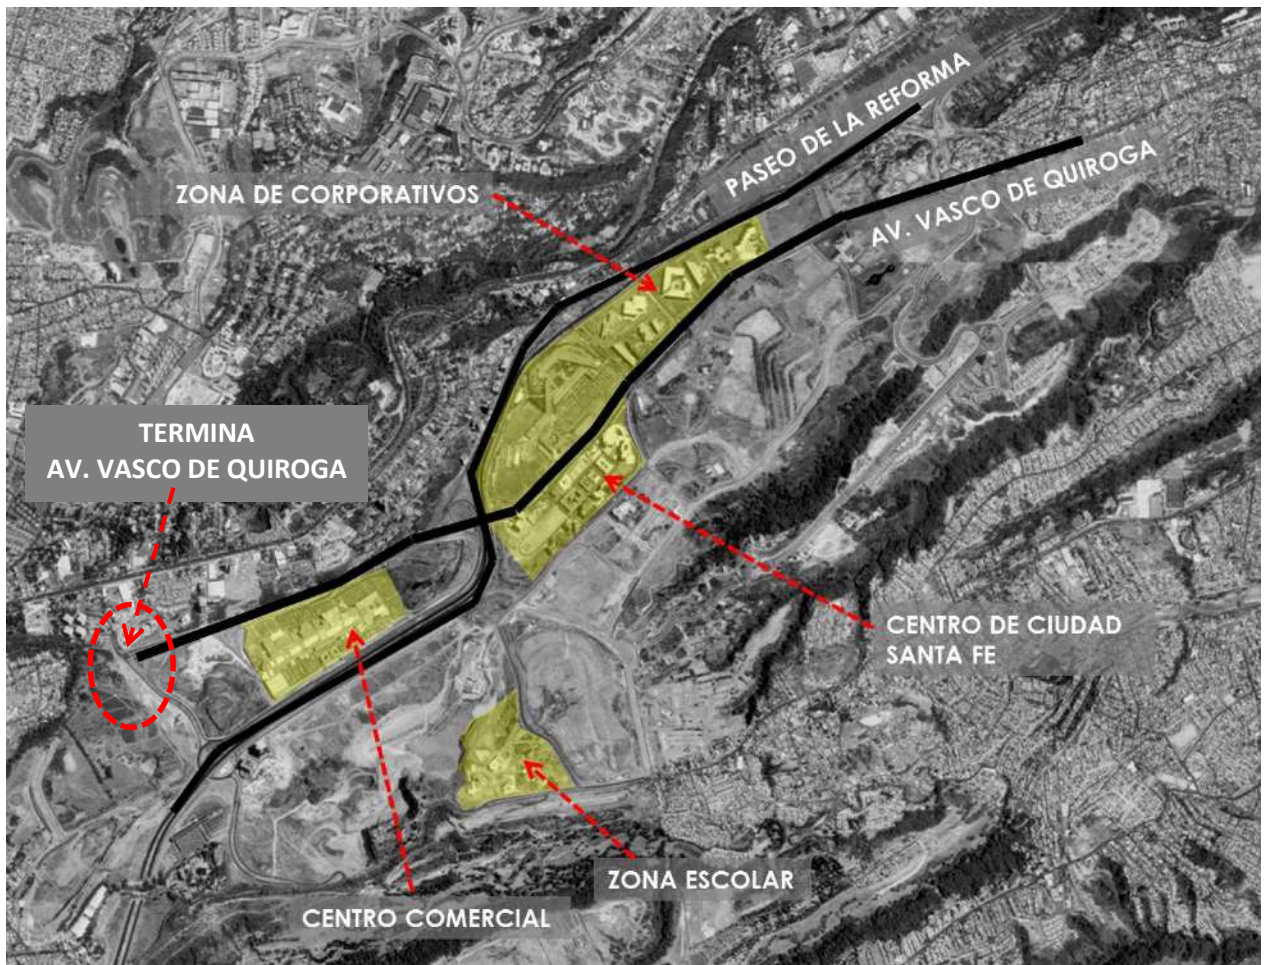 PASEO DE LA REFORMA
ZONA DE CORPORATIVOS
AV. VASCO DE QUIROGA
TERMINA
AV. VASCO DE QUIROGA
CENTRO DE CIUDAD
SANTA FE
ZONA ESCOLAR
CENTRO COMERCIAL